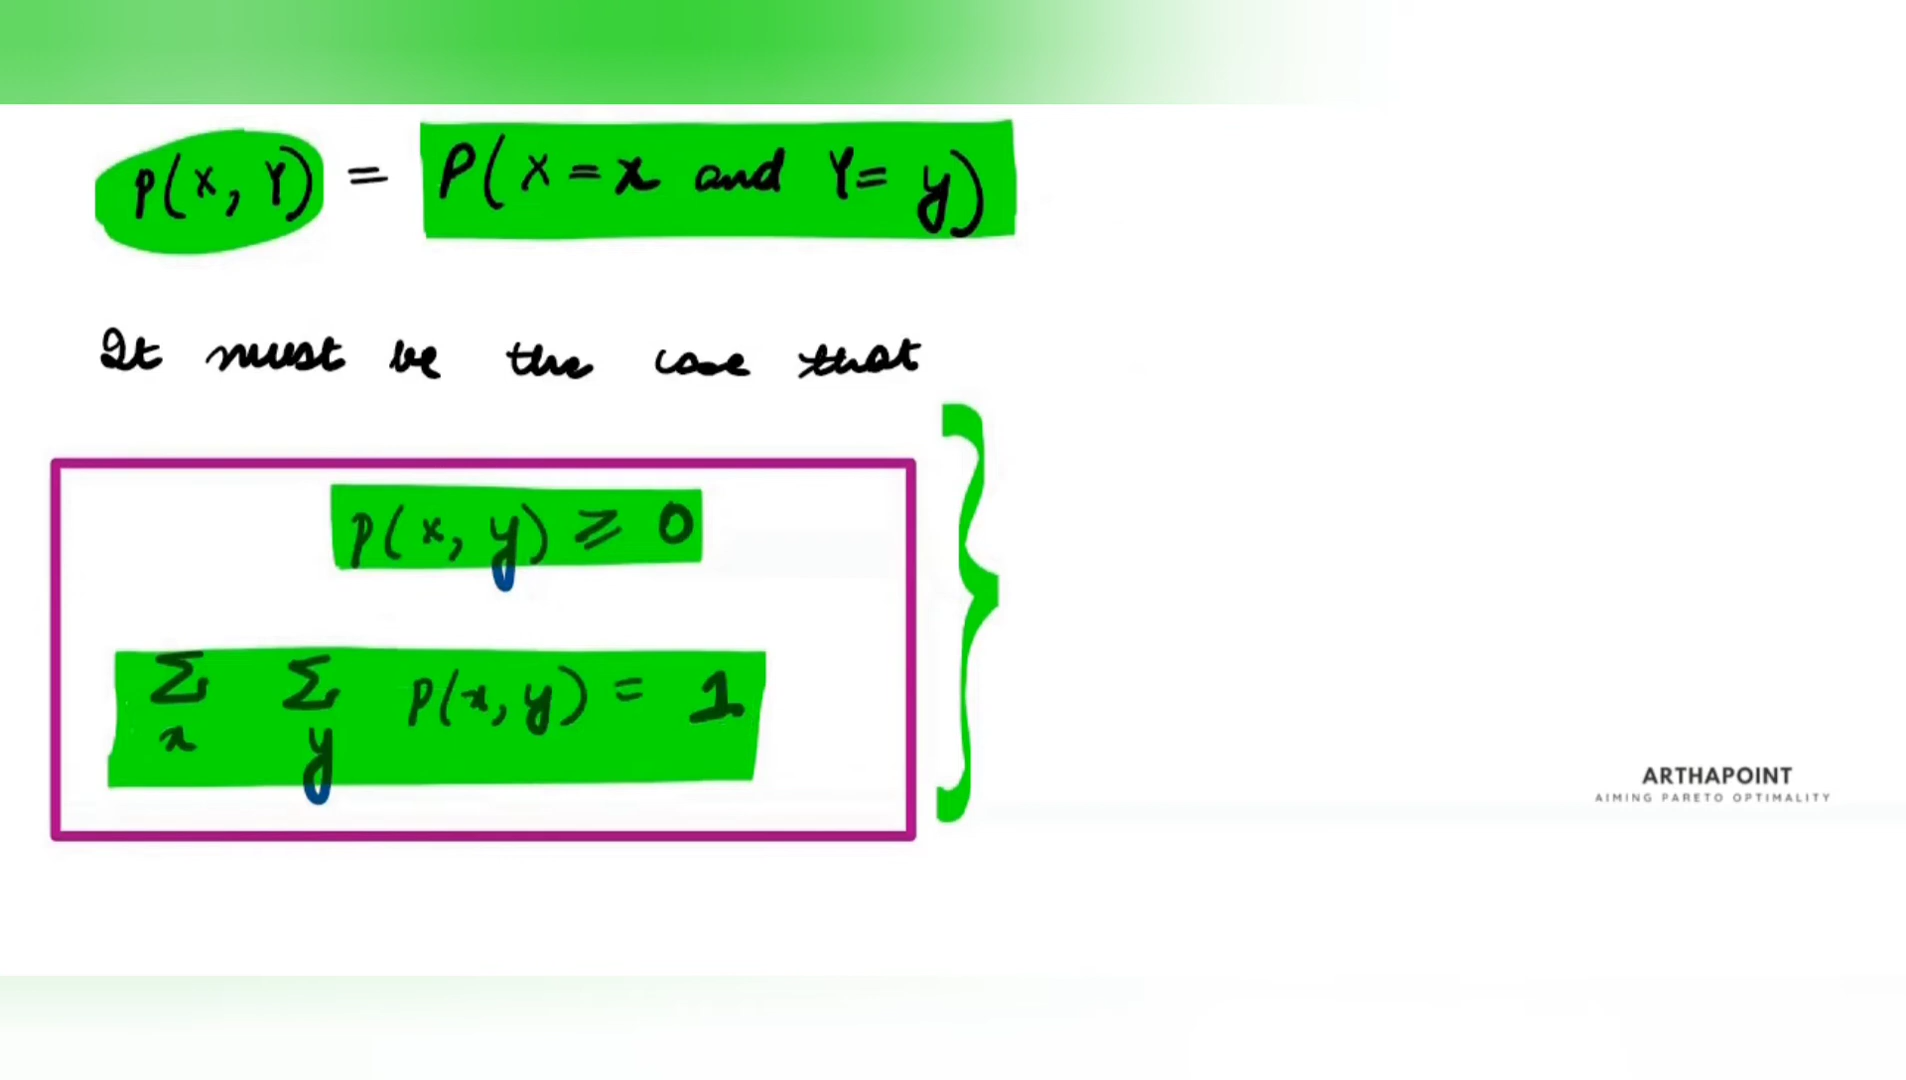 P(X, Y) = P(X = x and Y = y)
It must be the case that
p(x, y) ⩾ 0
Σ Σ p(x, y) = 1
x y
ARTHAPOINT
AIMING PARETO OPTIMALITY